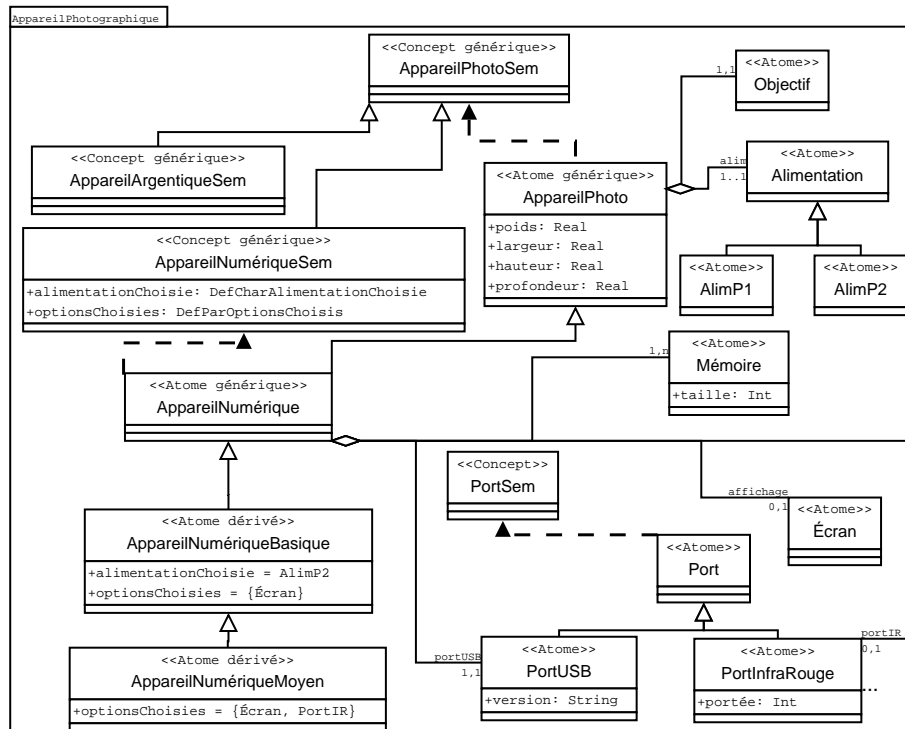 AppareilPhotographique
<<Concept générique>>
AppareilPhotoSem
<<Atome>>
Objectif
1,1
<<Concept générique>>
AppareilArgentiqueSem
<<Atome générique>>
AppareilPhoto
+poids: Real
+largeur: Real
+hauteur: Real
+profondeur: Real
alim
1..1
<<Atome>>
Alimentation
<<Concept générique>>
AppareilNumériqueSem
+alimentationChoisie: DefCharAlimentationChoisie
+optionsChoisies: DefParOptionsChoisis
<<Atome>>
AlimP1
<<Atome>>
AlimP2
<<Atome générique>>
AppareilNumérique
1,n
<<Atome>>
Mémoire
+taille: Int
<<Concept>>
PortSem
affichage
0,1
<<Atome>>
Écran
<<Atome dérivé>>
AppareilNumériqueBasique
+alimentationChoisie = AlimP2
+optionsChoisies = {Écran}
<<Atome>>
Port
<<Atome dérivé>>
AppareilNumériqueMoyen
+optionsChoisies = {Écran, PortIR}
portUSB
1,1
<<Atome>>
PortUSB
+version: String
<<Atome>>
PortInfraRouge
+portée: Int
portIR
0,1
...